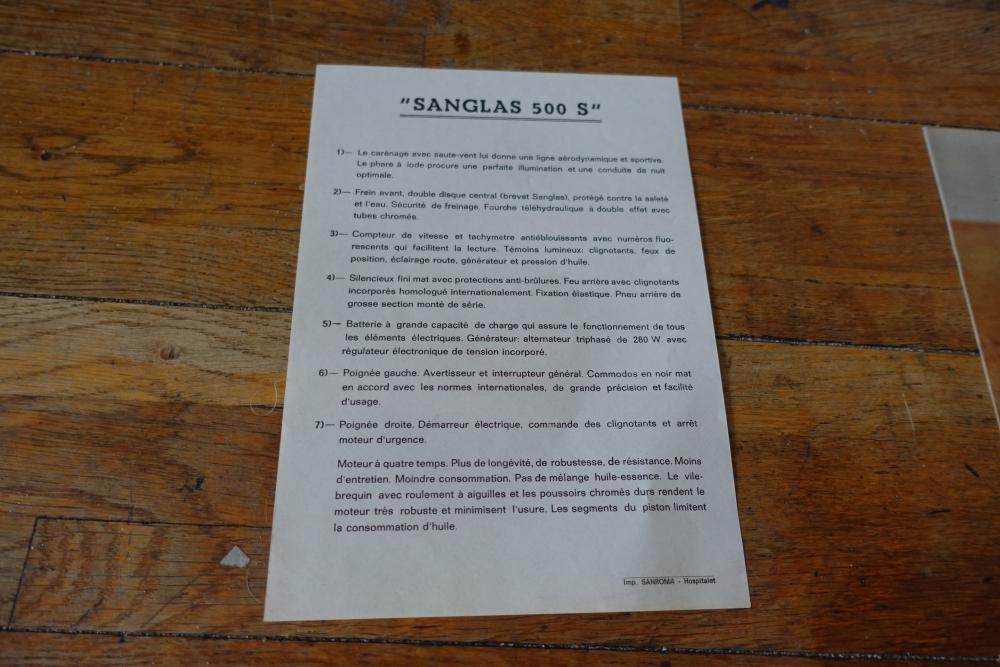 "SANGLAS 500 S"
1)— Le carénage avec saute-vent lui donne une ligne aérodynamique et sportive.
Le phare à iode procure une parfaite illumination et une conduite de nuit
optimale.
2)— Frein avant, double disque central (brevet Sanglas), protégé contre la saleté
et l'eau. Sécurité de freinage. Fourche téléhydraulique à double effet avec
tubes chromés.
3)— Compteur de vitesse et tachymetre antiéblouissants avec numéros fluo-
rescents qui facilitent la lecture. Témoins lumineux: clignotants, feux de
position, éclairage route, générateur et pression d'huile.
4)— Silencieux fini mat avec protections anti-brûlures. Feu arrière avec clignotants
incorporés homologué internationalement. Fixation élastique. Pneu arrière de
grosse section monté de série.
5)— Batterie à grande capacité de charge qui assure le fonctionnement de tous
les éléments électriques. Générateur: alternateur triphasé de 280 W. avec
régulateur électronique de tension incorporé.
6)— Poignée gauche. Avertisseur et interrupteur général. Commodos en noir mat
en accord avec les normes internationales, de grande précision et facilité
d'usage.
7)— Poignée droite. Démarreur électrique, commande des clignotants et arrêt
moteur d'urgence.
Moteur à quatre temps. Plus de longévité, de robustesse, de résistance. Moins
d'entretien. Moindre consommation. Pas de mélange huile-essence. Le vile-
brequin avec roulement à aiguilles et les poussoirs chromés durs rendent le
moteur très robuste et minimisent l'usure. Les segments du piston limitent
la consommation d'huile.
Imp. SANROMA - Hospitalet